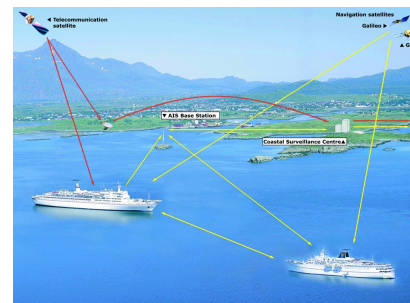 ◄ Telecommunication
satellite
Navigation satellites
Galileo ►
▲ G
▼ AIS Base Station
Coastal Surveillance Centre▲